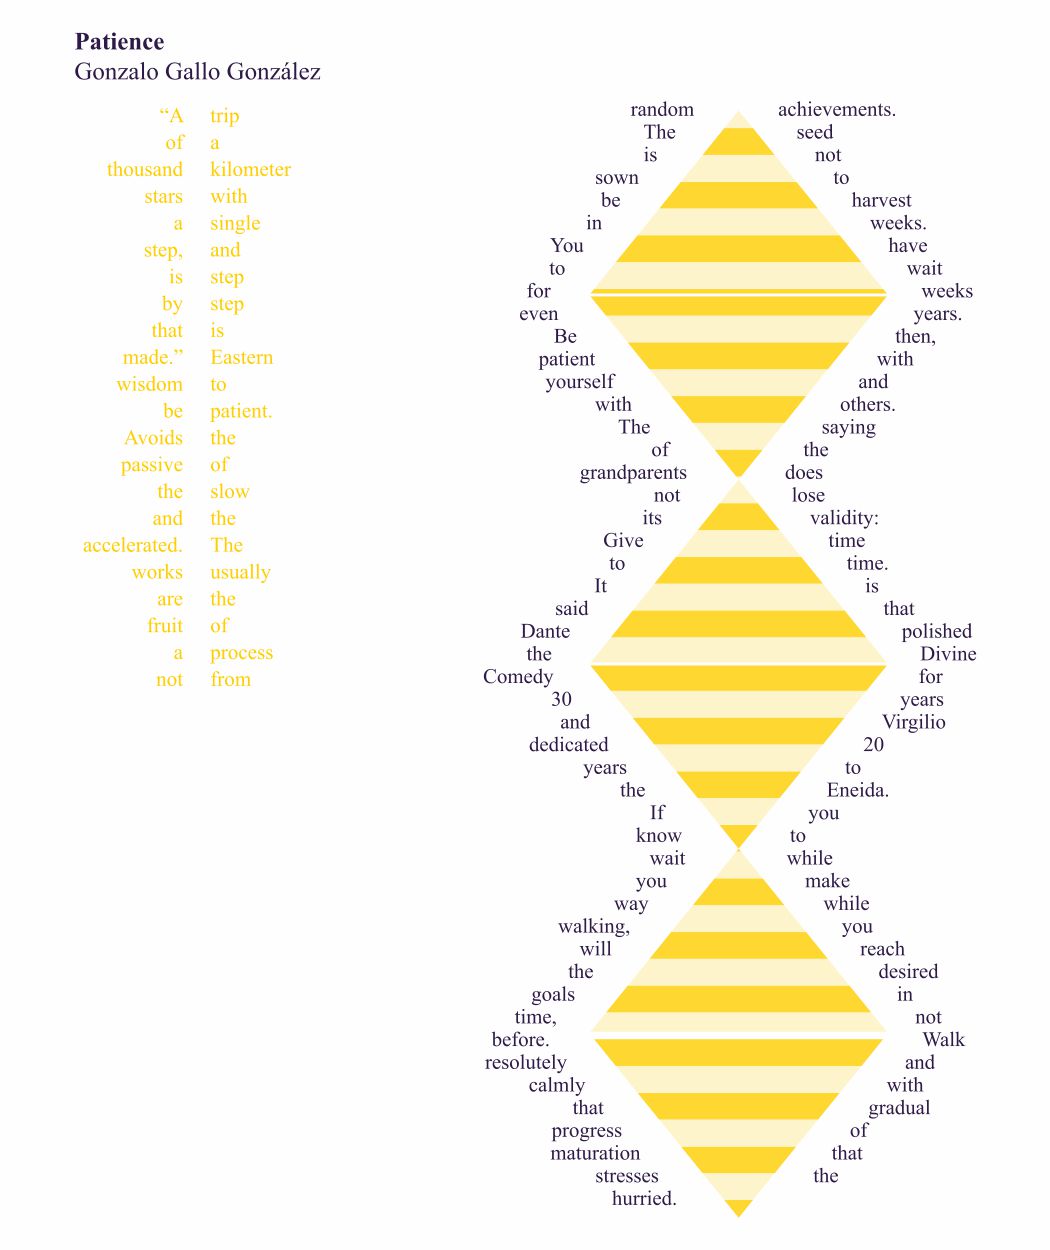 Patience
Gonzalo Gallo González
“A trip
of a
thousand kilometer
stars with
a single
step, and
is step
by step
that is
made.” Eastern
wisdom to
be patient.
Avoids the
passive of
the slow
and the
accelerated. The
works usually
are the
fruit of
a process
not from
random achievements.
The seed
is not
sown to
be harvest
in weeks.
You have
to wait
for weeks
even years.
Be then,
patient with
yourself and
with others.
The saying
of the
grandparents does
not lose
its validity:
Give time
to time.
It is
said that
Dante polished
the Divine
Comedy for
30 years
and Virgilio
dedicated 20
years to
the Eneida.
If you
know to
wait while
you make
way while
walking, you
will reach
the desired
goals in
time, not
before. Walk
resolutely and
calmly with
that gradual
progress of
maturation that
stresses the
hurried.